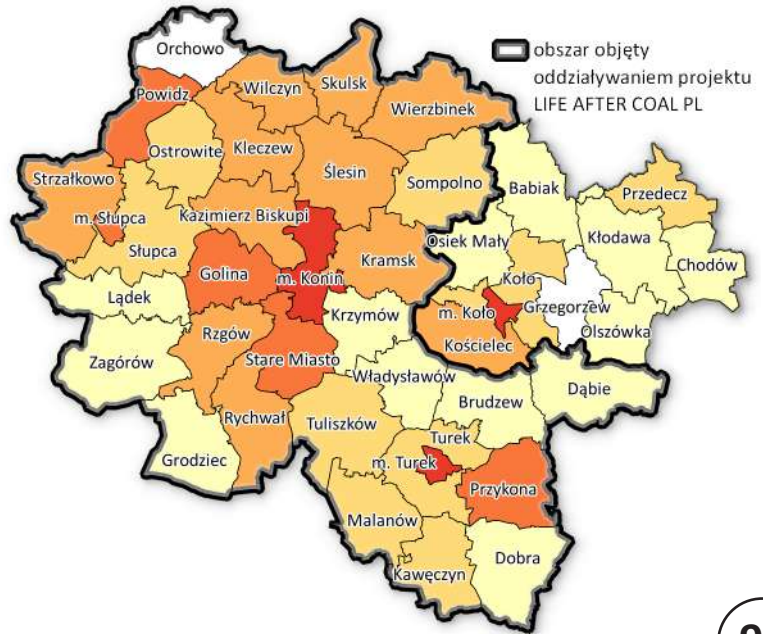 Orchowo
obszar objęty
oddziaływaniem projektu
LIFE AFTER COAL PL
Powidz
Wilczyn
Skulsk
Wierzbinek
Ostrowite
Kleczew
Ślesin
Sompolno
Babiak
Przedecz
Strzałkowo
m. Słupca
Kazimierz Biskupi
Słupca
Osiek Mały
Kłodawa
Chodów
Golina
m. Konin
Kramsk
Koło
Lądek
Krzymów
m. Koło
Grzegorzew
Olszówka
Rzgów
Kościelec
Zagórów
Stare Miasto
Władysławów
Dąbie
Rychwał
Tuliszków
Brudzew
Turek
Grodziec
m. Turek
Przykona
Malanów
Dobra
Kawęczyn